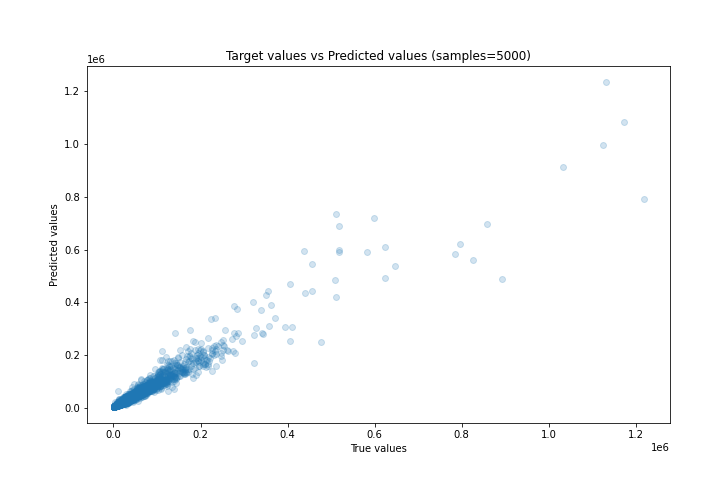 Target values vs Predicted values (samples=5000)
1e6
1.2
1.0
0.8
0.6
0.4
0.2
0.0
Predicted values
0.0 0.2 0.4 0.6 0.8 1.0 1.2
1e6
True values